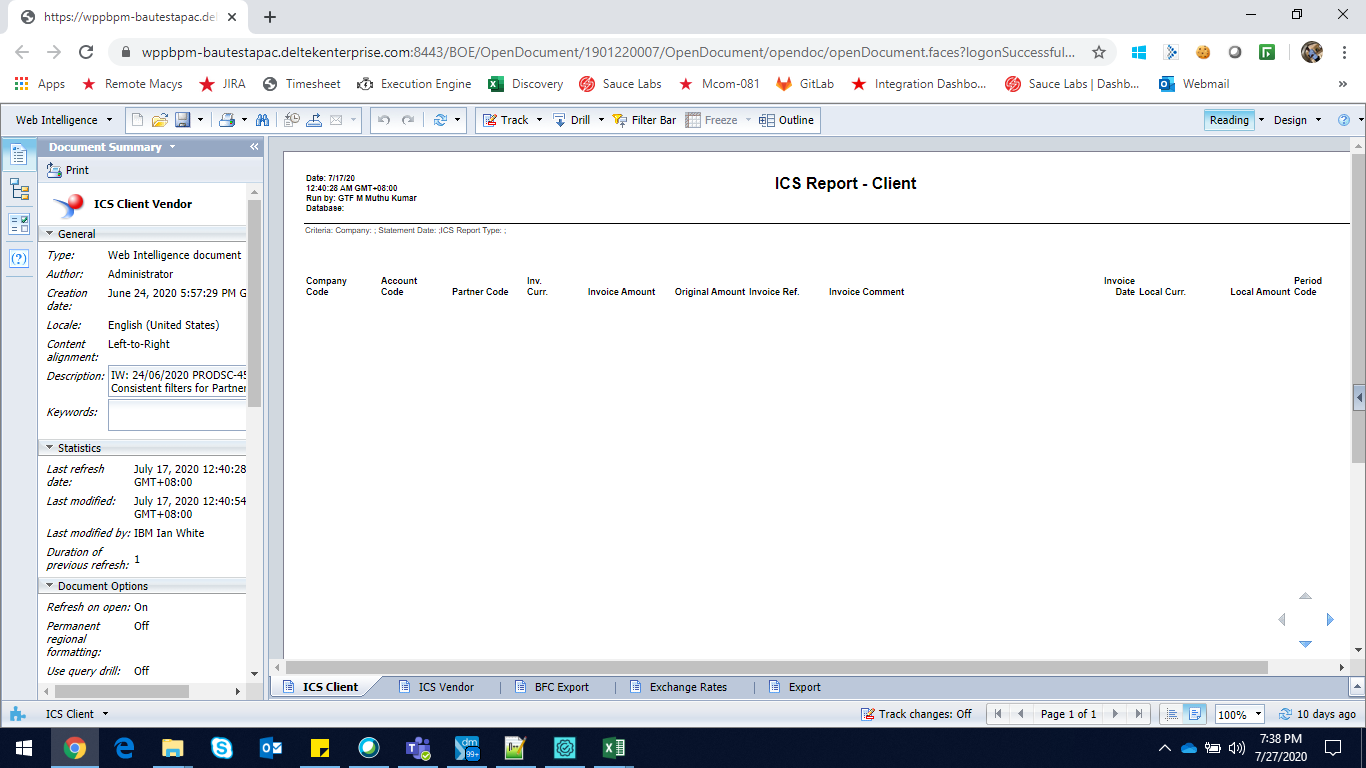 https://wppbpm-bautestapac.del
wppbpm-bautestapac.deltekenterprise.com:8443/BOE/OpenDocument/1901220007/OpenDocument/opendoc/openDocument.faces?logonSuccessful...
Apps Remote Macys JIRA Timesheet Execution Engine Discovery Sauce Labs Mcom-081 GitLab Integration Dashbo... Sauce Labs | Dashb... Webmail »
Web Intelligence Track Drill Filter Bar Freeze Outline Reading Design
Document Summary
Print
ICS Client Vendor
General
Type: Web Intelligence document
Author: Administrator
Creation date: June 24, 2020 5:57:29 PM G
Locale: English (United States)
Content alignment: Left-to-Right
Description: IW: 24/06/2020 PRODSC-45
Consistent filters for Partner
Keywords:
Statistics
Last refresh date: July 17, 2020 12:40:28
GMT+08:00
Last modified: July 17, 2020 12:40:54
GMT+08:00
Last modified by: IBM Ian White
Duration of previous refresh: 1
Document Options
Refresh on open: On
Permanent regional formatting: Off
Use query drill: Off
Date: 7/17/20
12:40:28 AM GMT+08:00
Run by: GTF M Muthu Kumar
Database:
ICS Report - Client
Criteria: Company: ; Statement Date: ;ICS Report Type: ;
Company Code Account Code Partner Code Inv. Curr. Invoice Amount Original Amount Invoice Ref. Invoice Comment Invoice Date Local Curr. Local Amount Period Code
ICS Client ICS Vendor BFC Export Exchange Rates Export
ICS Client Track changes: Off Page 1 of 1 100% 10 days ago
99+
7:38 PM
7/27/2020